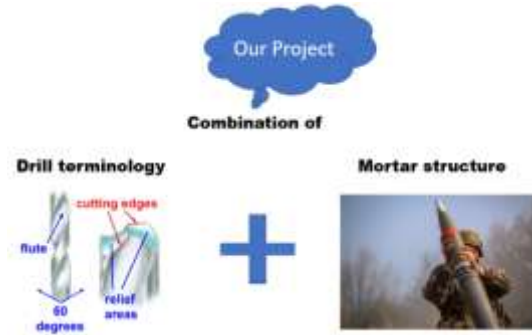 Our Project
Combination of
Drill terminology
Mortar structure
cutting edges
flute
relief
areas
60
degrees